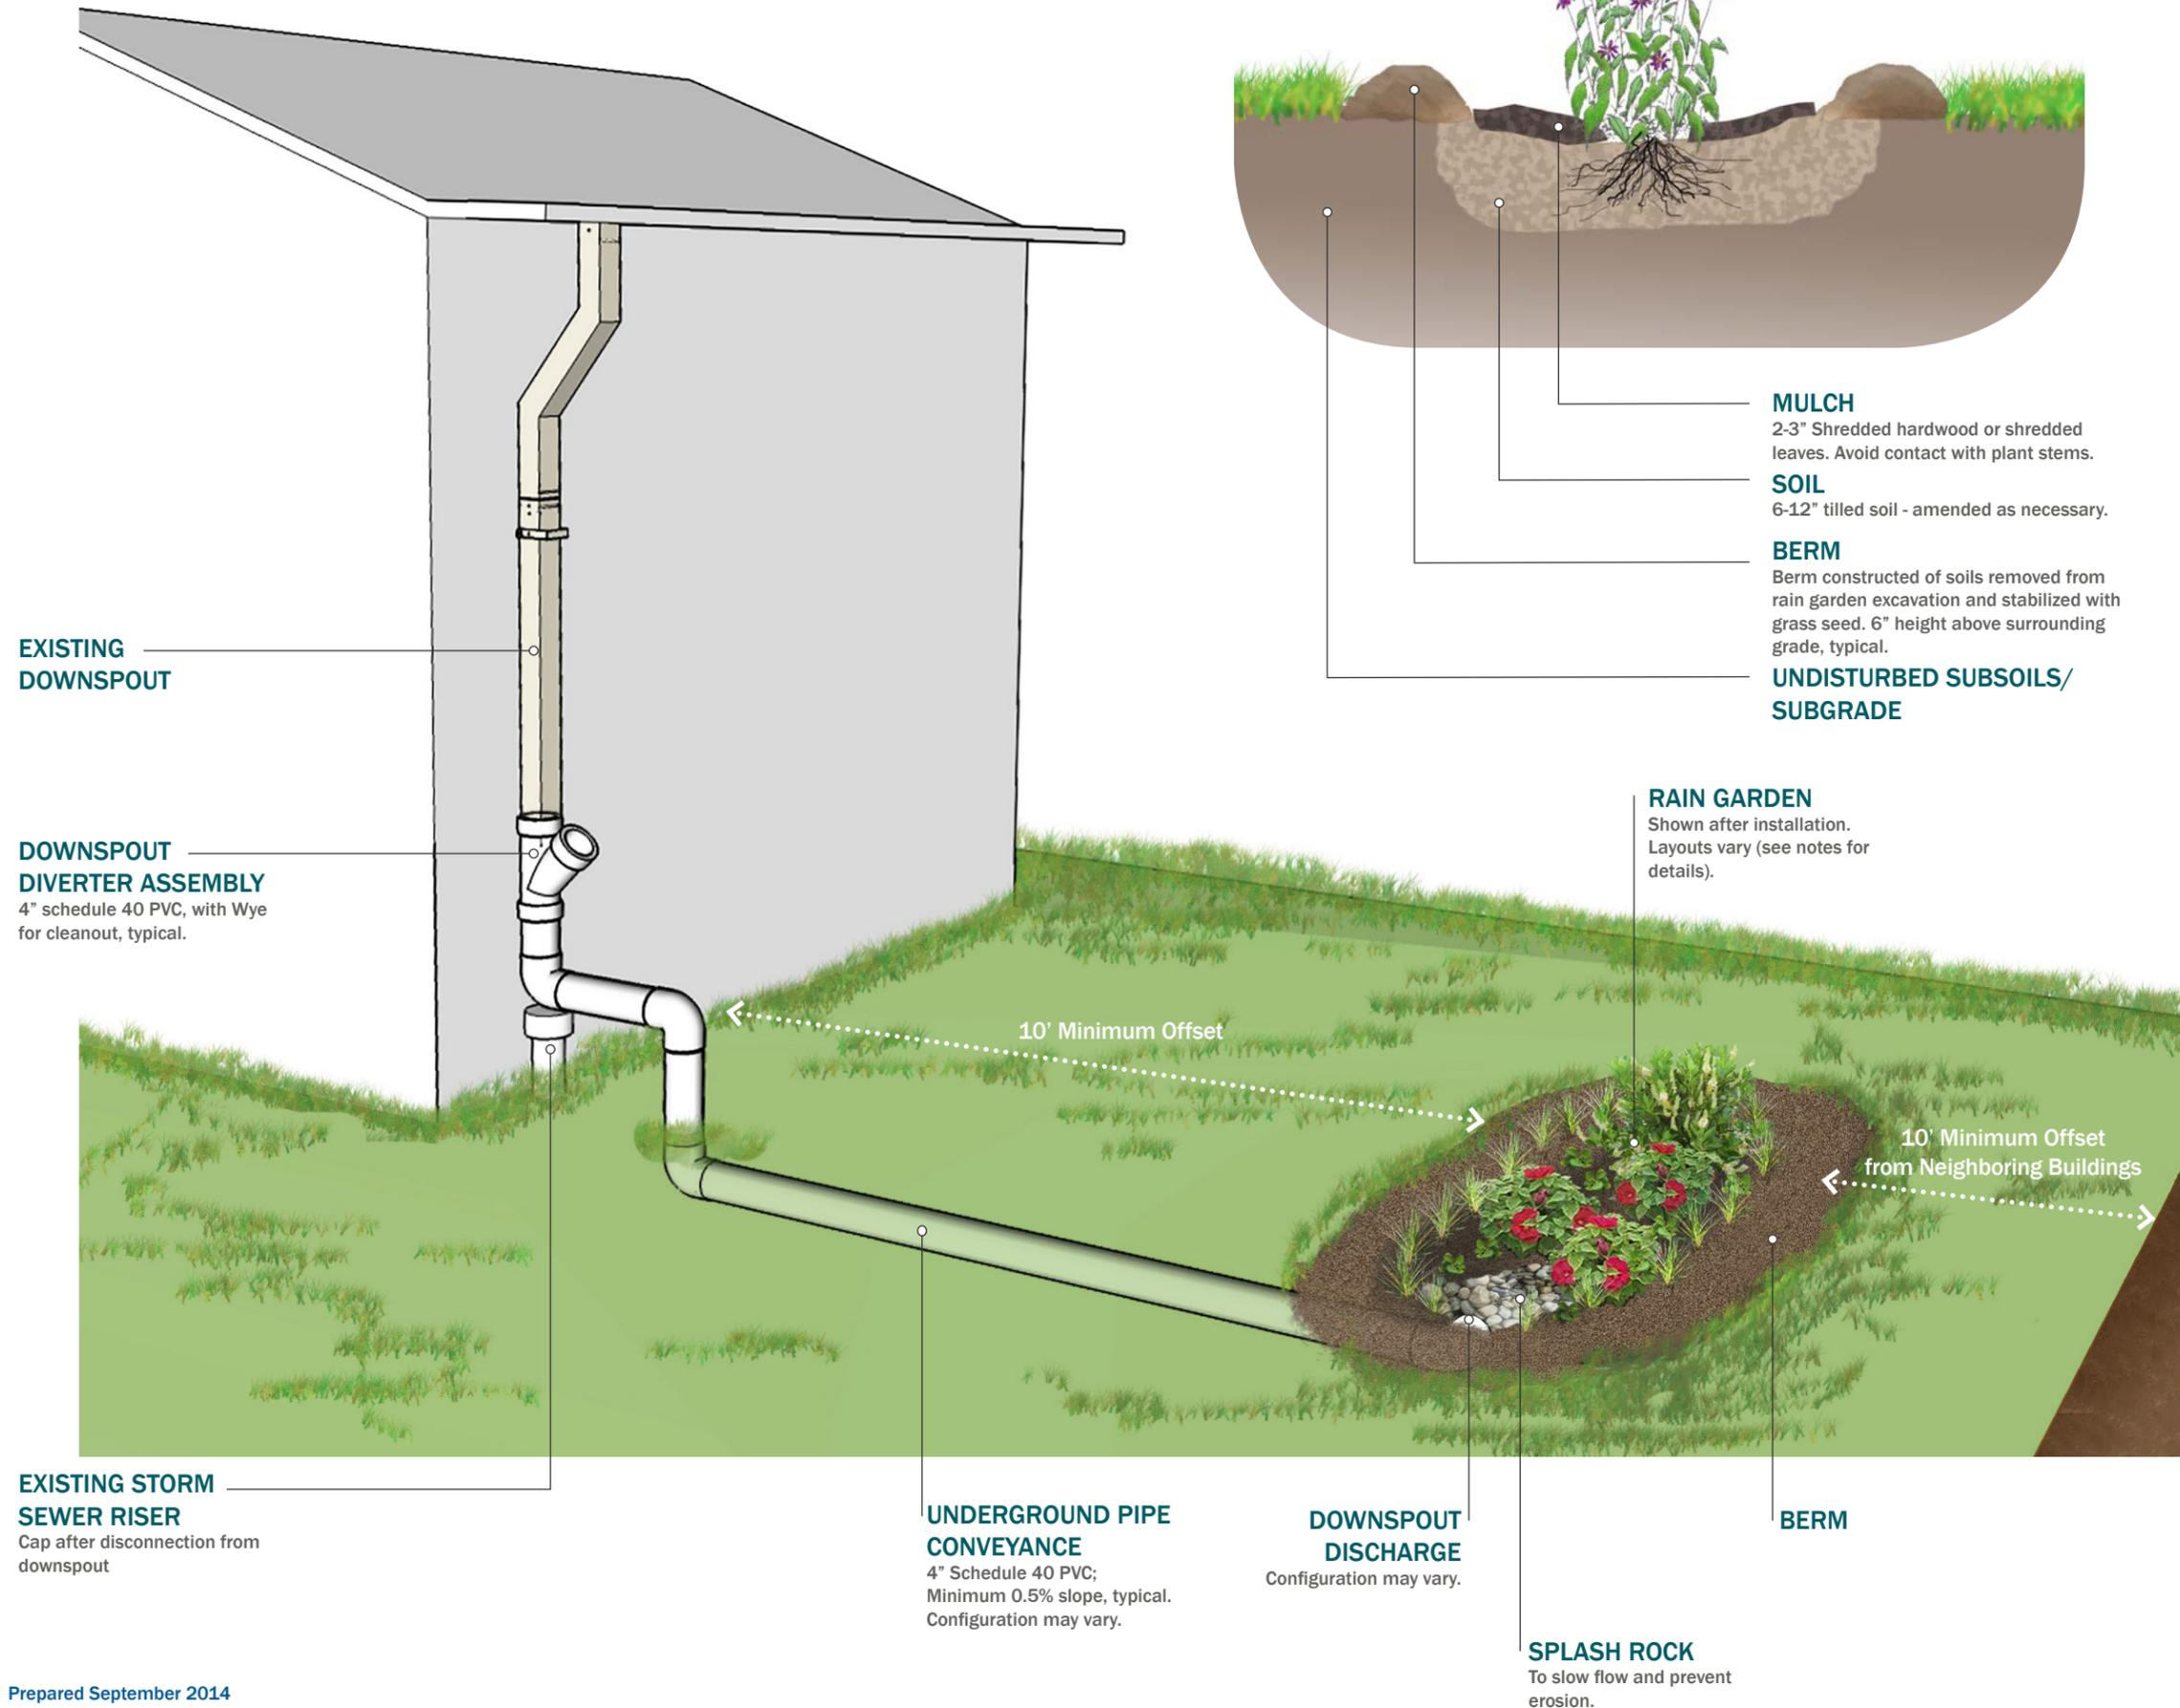 MULCH
2-3” Shredded hardwood or shredded
leaves. Avoid contact with plant stems.
SOIL
6-12” tilled soil - amended as necessary.
BERM
Berm constructed of soils removed from
rain garden excavation and stabilized with
grass seed. 6” height above surrounding
grade, typical.
UNDISTURBED SUBSOILS/
SUBGRADE
EXISTING
DOWNSPOUT
DOWNSPOUT
DIVERTER ASSEMBLY
4” schedule 40 PVC, with Wye
for cleanout, typical.
RAIN GARDEN
Shown after installation.
Layouts vary (see notes for
details).
10’ Minimum Offset
10’ Minimum Offset
from Neighboring Buildings
EXISTING STORM
SEWER RISER
Cap after disconnection from
downspout
UNDERGROUND PIPE
CONVEYANCE
4” Schedule 40 PVC;
Minimum 0.5% slope, typical.
Configuration may vary.
DOWNSPOUT
DISCHARGE
Configuration may vary.
BERM
SPLASH ROCK
To slow flow and prevent
erosion.
Prepared September 2014